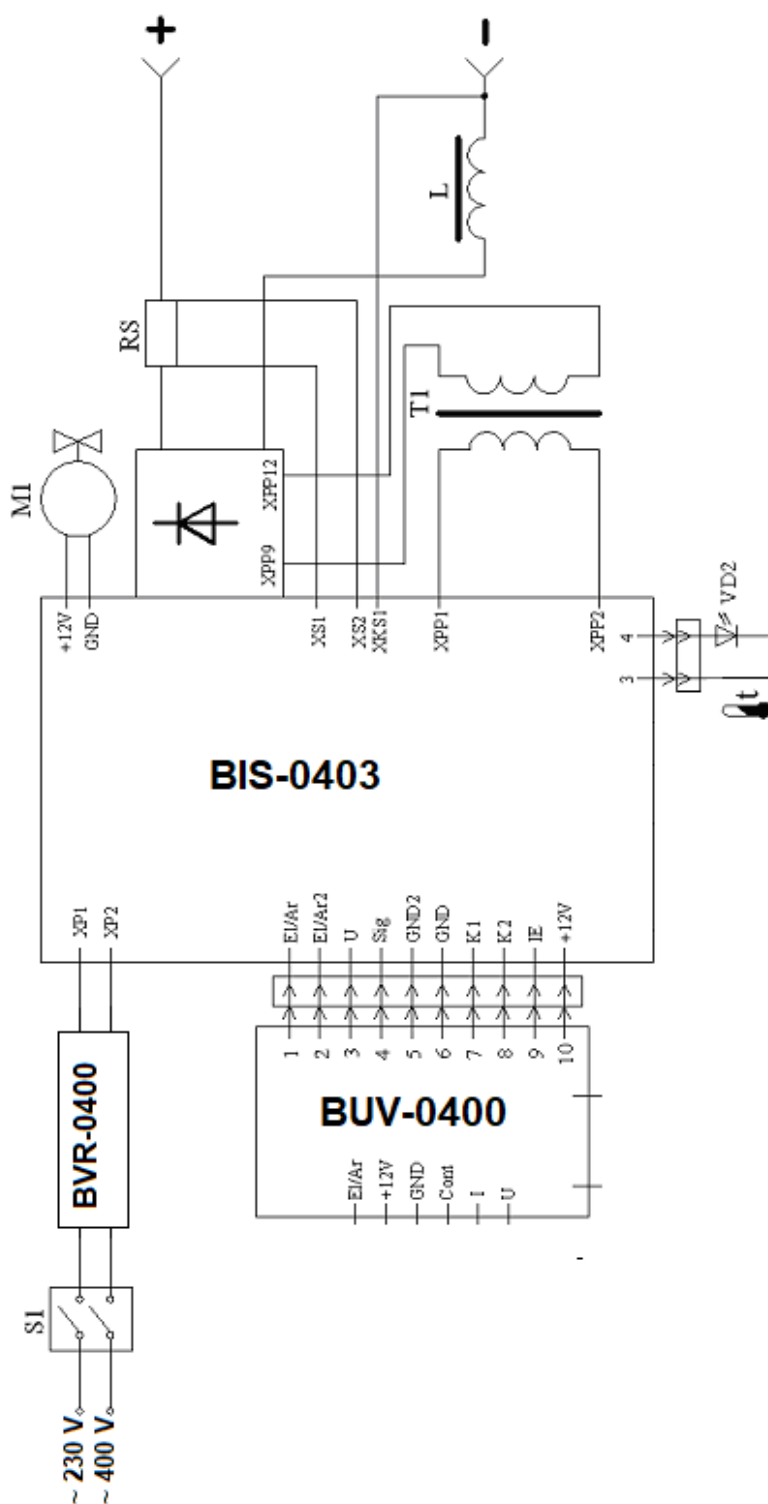 +
-
L
RS
T1
M1
XPP12
XPP9
+12V
GND
XS1
XS2
XKS1
XPP1
XPP2
VD2
4
3
t
BIS-0403
XP1
XP2
El/Ar
El/Ar2
U
Sig
GND2
GND
K1
K2
IE
+12V
1
2
3
4
5
6
7
8
9
10
BVR-0400
BUV-0400
El/Ar
+12V
GND
Cont
I
U
S1
~ 230 V
~ 400 V